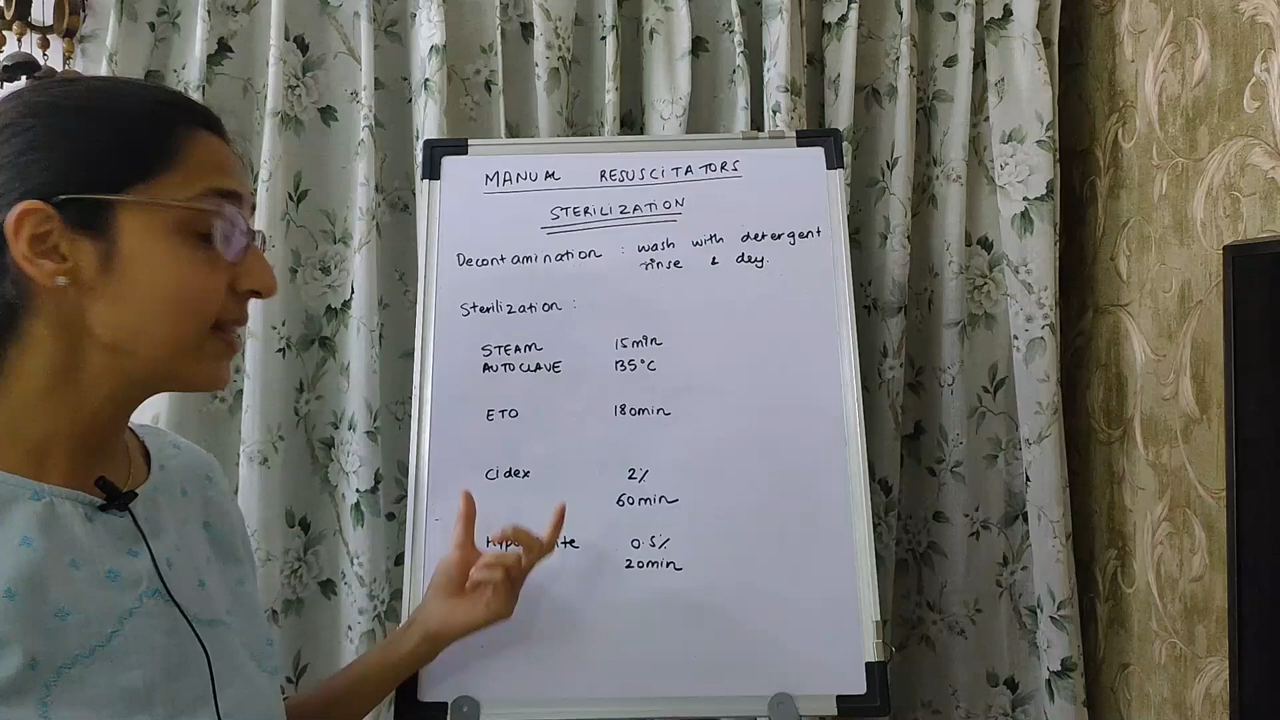 MANUAL RESUSCITATORS
STERILIZATION
Decontamination : wash with detergent
rinse & dry.
Sterilization :
STEAM 15min
AUTOCLAVE 135°C
ETO 180min
Cidex 2%
60min
0.5%
20min